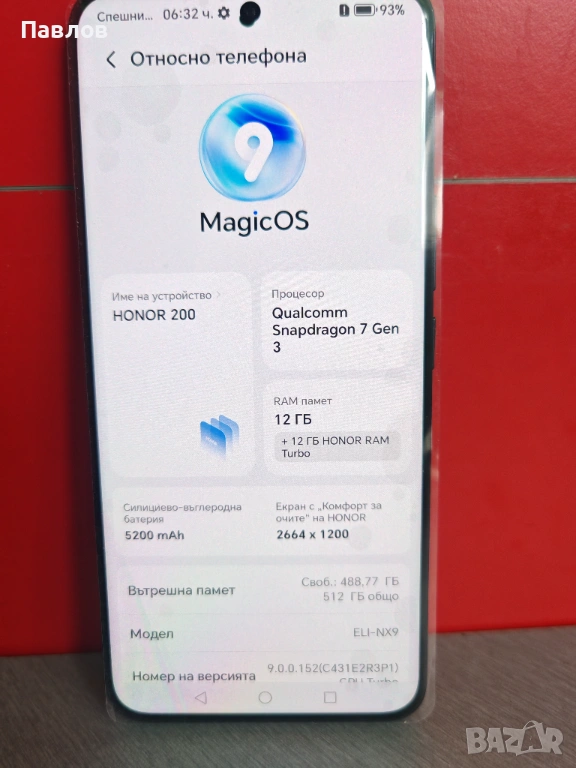 Спешни... 06:32 ч. 93%
Павлов
Относно телефона
9
MagicOS
Име на устройство
HONOR 200
Процесор
Qualcomm
Snapdragon 7 Gen
3
RAM памет
12 ГБ
+ 12 ГБ HONOR RAM
Turbo
Силициево-въглеродна
батерия
5200 mAh
Екран с „Комфорт за
очите" на HONOR
2664 x 1200
Вътрешна памет
Своб.: 488,77 ГБ
512 ГБ общо
Модел
ELI-NX9
Номер на версията
9.0.0.152(C431E2R3P1)
GPU Turbo
BAZAR